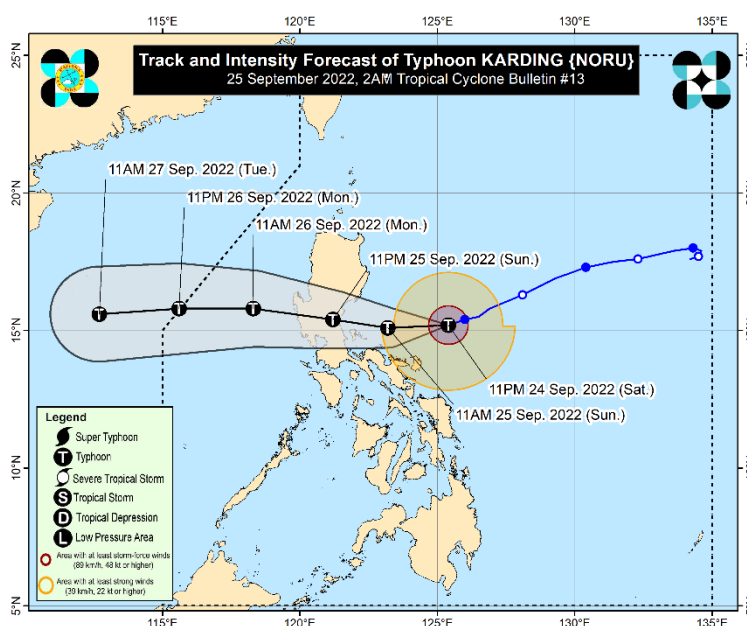 115°E
120°E
125°E
130°E
135°E
Track and Intensity Forecast of Typhoon KARDING {NORU}
25 September 2022, 2AM Tropical Cyclone Bulletin #13
25°N
20°N
15°N
10°N
5°N
11AM 27 Sep. 2022 (Tue.)
11PM 26 Sep. 2022 (Mon.)
11AM 26 Sep. 2022 (Mon.)
11PM 25 Sep. 2022 (Sun.)
11PM 24 Sep. 2022 (Sat.)
11AM 25 Sep. 2022 (Sun.)
T
T
T
T
T
T
Legend
Super Typhoon
T Typhoon
Severe Tropical Storm
S Tropical Storm
D Tropical Depression
L Low Pressure Area
Area with at least storm-force winds
(89 km/h, 48 kt or higher)
Area with at least strong winds
(39 km/h, 22 kt or higher)
115°E
120°E
125°E
130°E
135°E